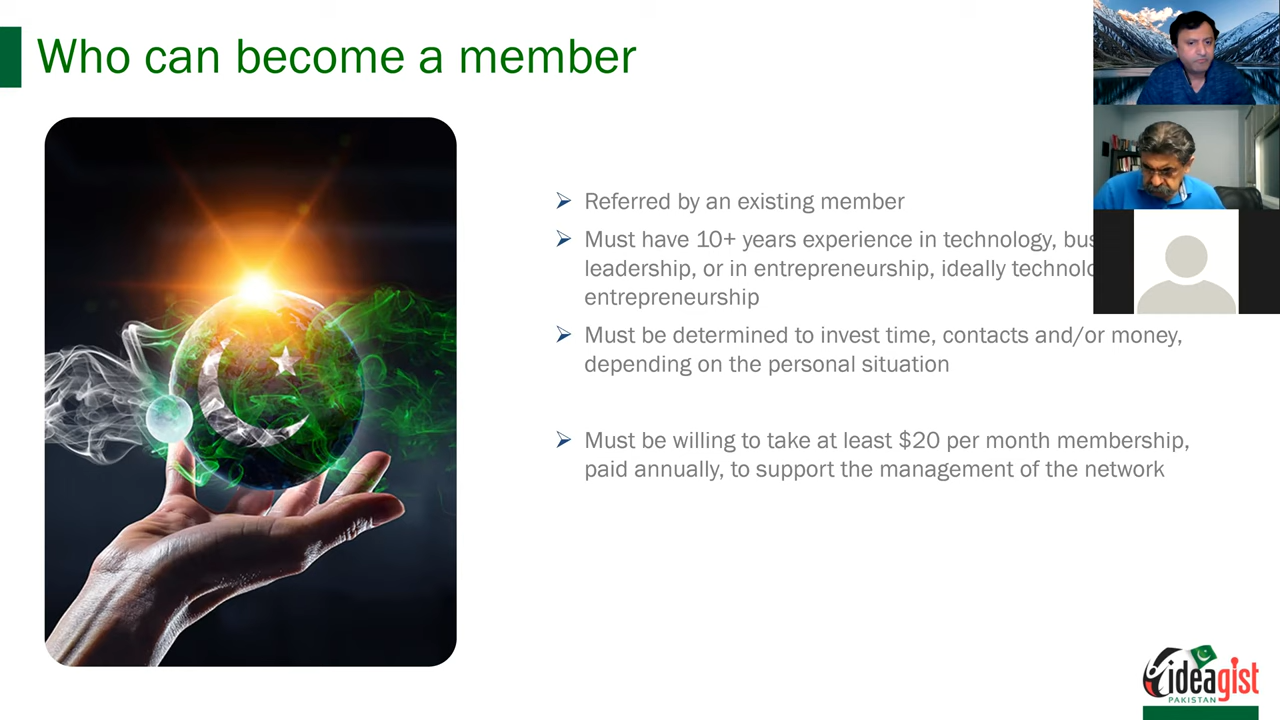 Who can become a member
Referred by an existing member
Must have 10+ years experience in technology,
leadership, or in entrepreneurship, ideally
entrepreneurship
Must be determined to invest time, contacts and/or money,
depending on the personal situation
Must be willing to take at least $20 per month membership,
paid annually, to support the management of the network
ideagist
PAKISTAN